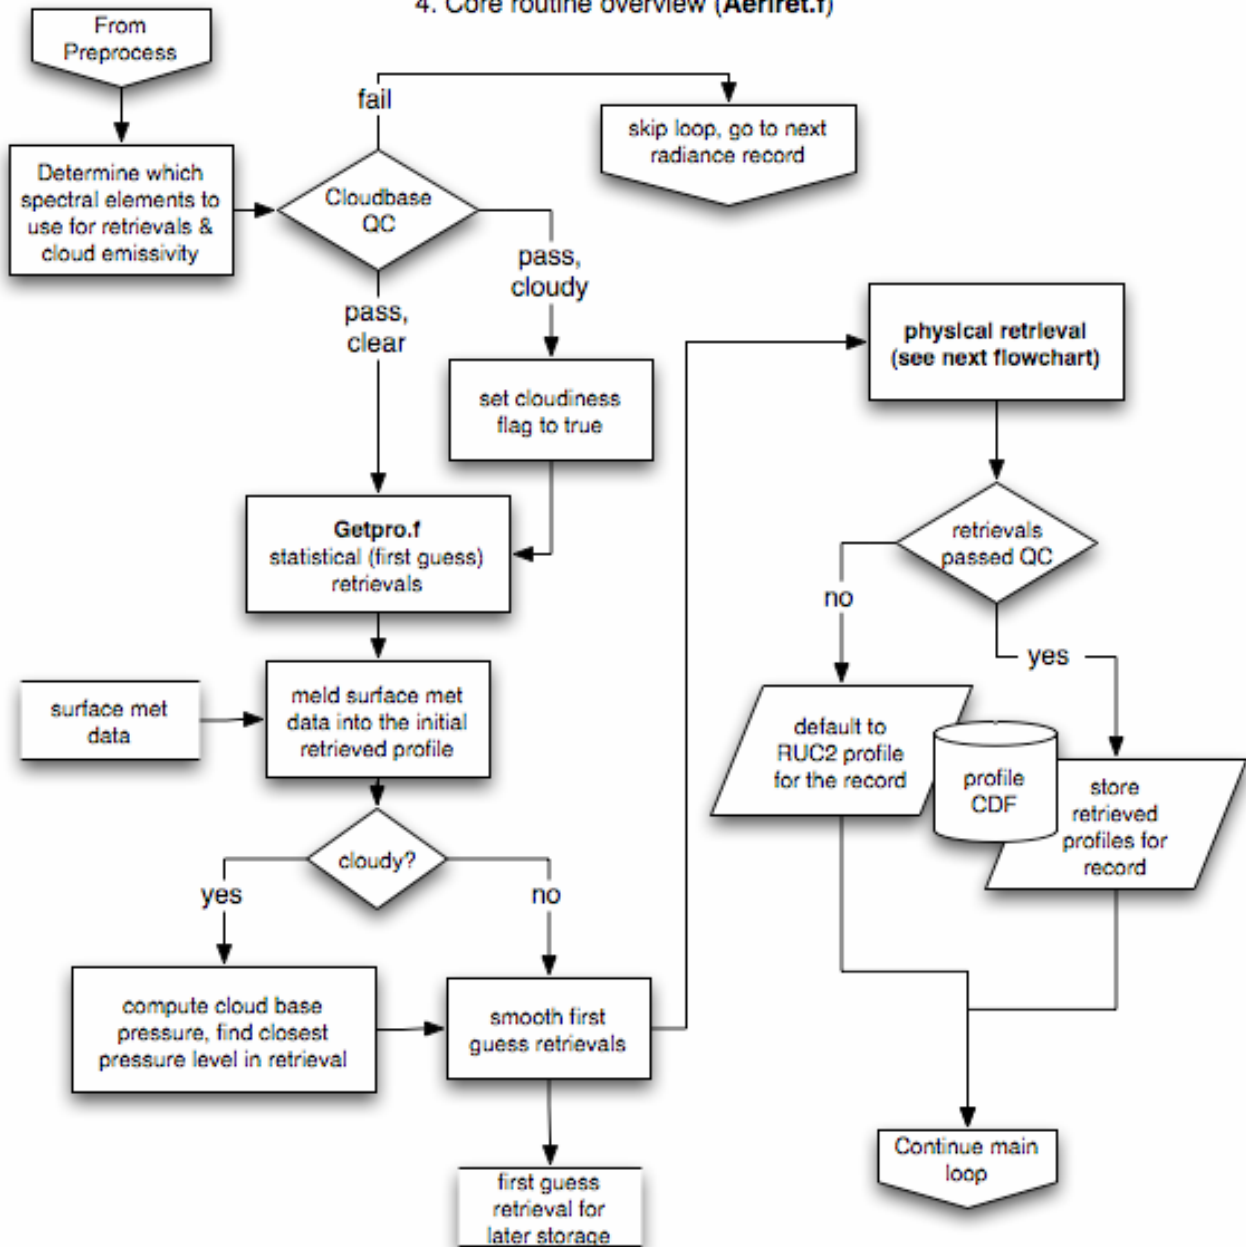 4. Core routine overview (Aeriret.f)
From
Preprocess
fail
skip loop, go to next
radiance record
Determine which
spectral elements to
use for retrievals &
cloud emissivity
Cloudbase
QC
pass,
cloudy
pass,
clear
set cloudiness
flag to true
physical retrieval
(see next flowchart)
Getpro.f
statistical (first guess)
retrievals
retrievals
passed QC
no
yes
surface met
data
meld surface met
data into the initial
retrieved profile
default to
RUC2 profile
for the record
profile
CDF
store
retrieved
profiles for
record
cloudy?
yes
no
compute cloud base
pressure, find closest
pressure level in retrieval
smooth first
guess retrievals
Continue main
loop
first guess
retrieval for
later storage